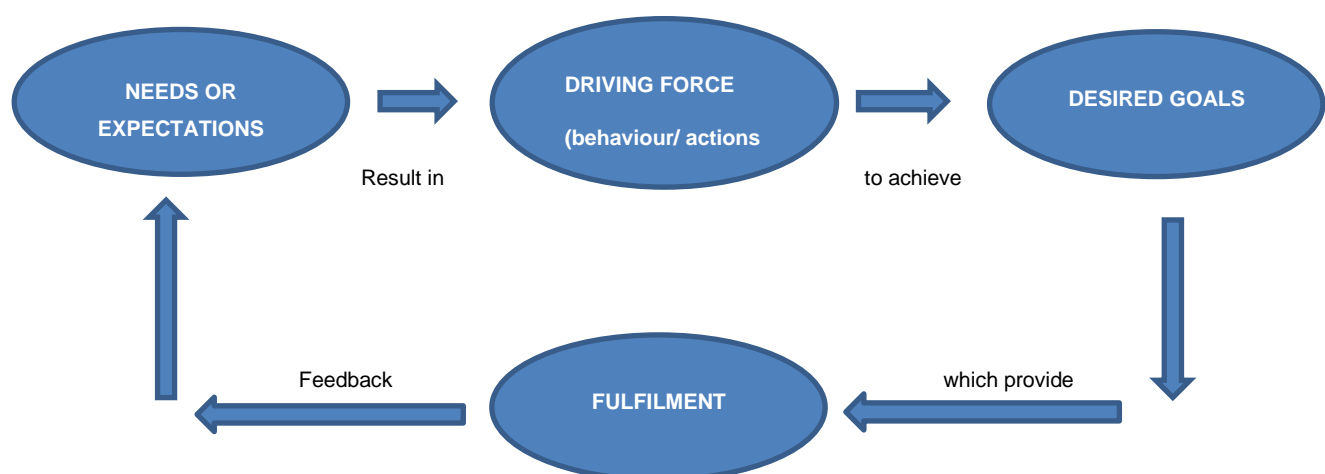 NEEDS OR
EXPECTATIONS
Result in
DRIVING FORCE
(behaviour/ actions
to achieve
DESIRED GOALS
which provide
FULFILMENT
Feedback